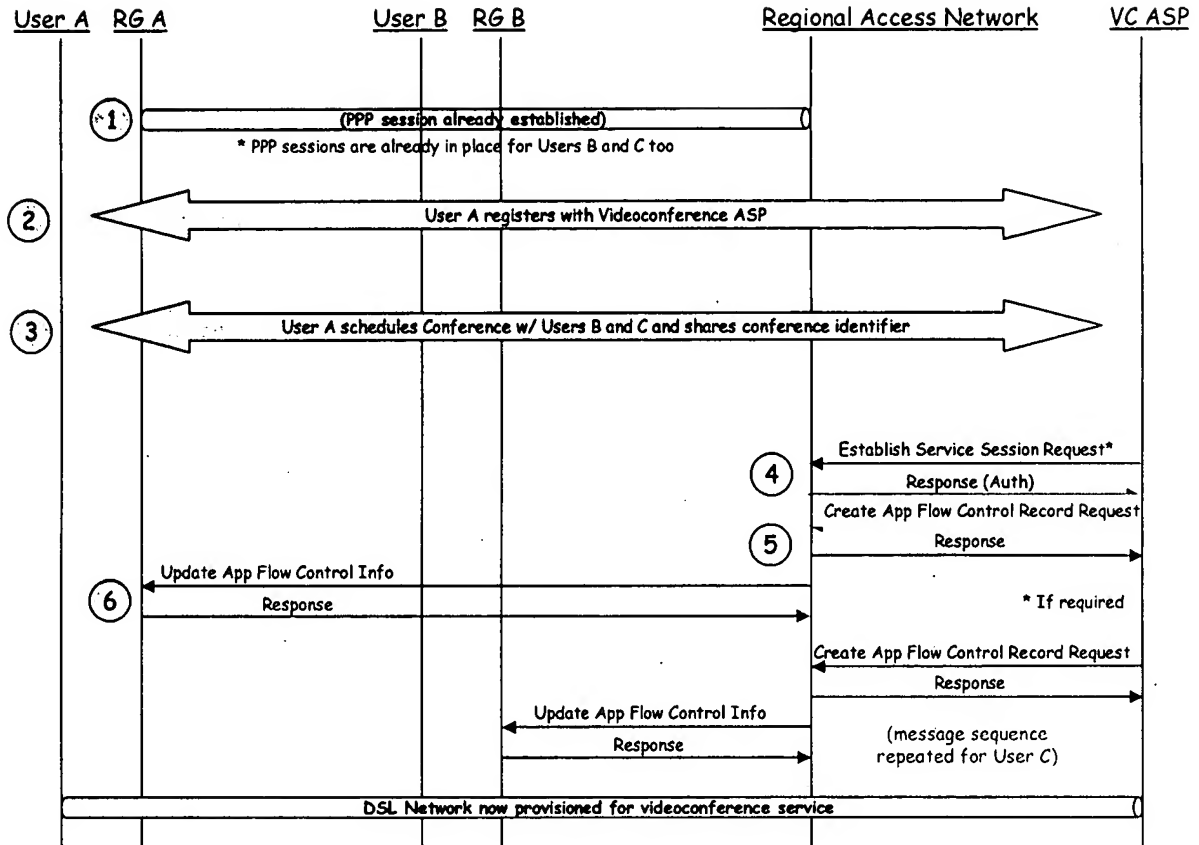 User A RG A User B RG B Regional Access Network VC ASP
1
(PPP session already established)
* PPP sessions are already in place for Users B and C too
2
User A registers with Videoconference ASP
3
User A schedules Conference w/ Users B and C and shares conference identifier
Establish Service Session Request*
4
Response (Auth)
Create App Flow Control Record Request
5
Response
Update App Flow Control Info
6
Response
* If required
Create App Flow Control Record Request
Response
Update App Flow Control Info
(message sequence
repeated for User C)
Response
DSL Network now provisioned for videoconference service